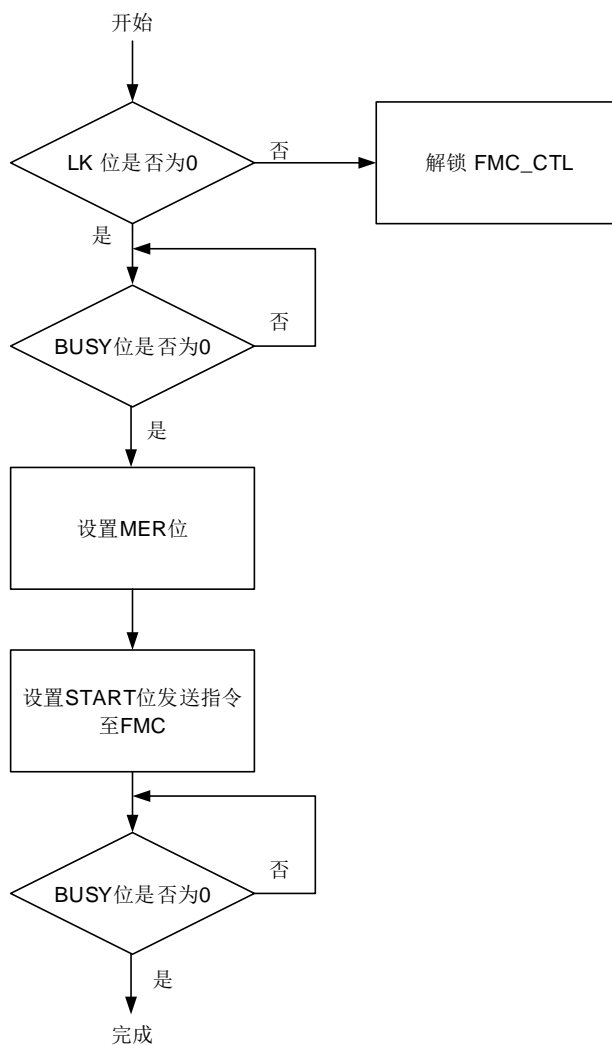 开始
LK 位是否为0
否
解锁 FMC_CTL
是
BUSY位是否为0
否
是
设置MER位
设置START位发送指令
至FMC
BUSY位是否为0
否
是
完成